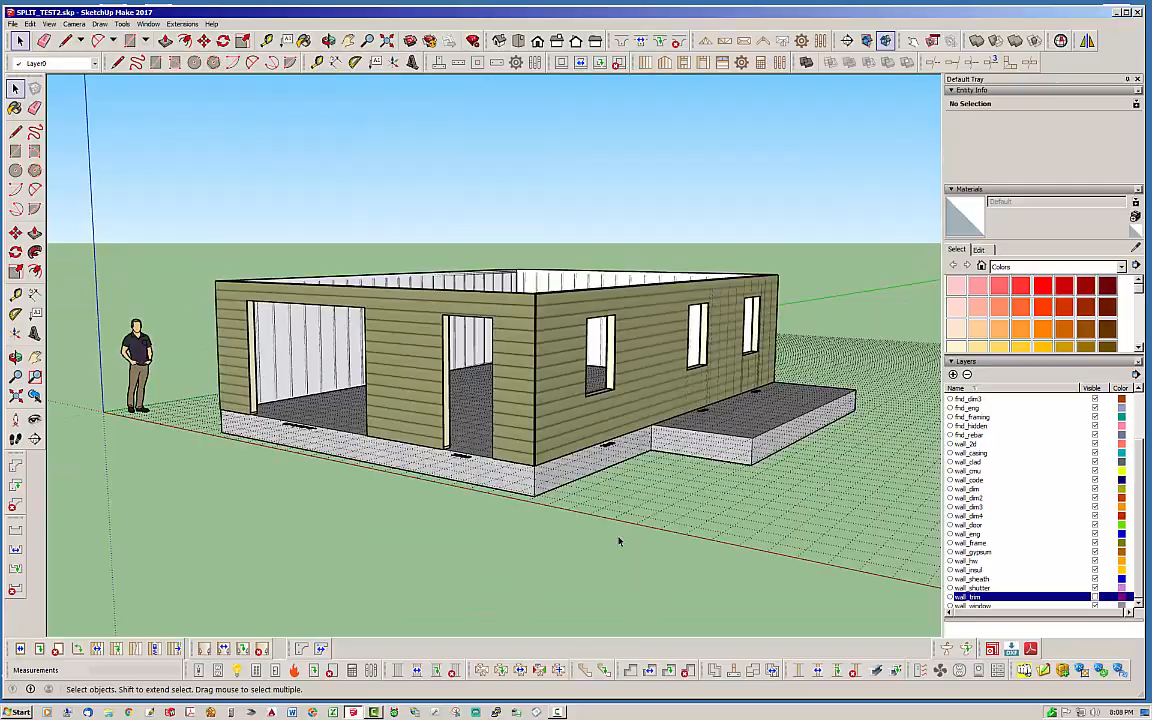 SPLIT_TEST2.skp - SketchUp Make 2017
File Edit View Camera Draw Tools Window Extensions Help
Layer0
Default Tray
Entity Info
No Selection
Materials
Default
Select Edit
Colors
Layers
Name Visible Color
fnd_dim3
fnd_eng
fnd_framing
fnd_hidden
fnd_rebar
wall_2d
wall_casing
wall_clad
wall_cmu
wall_code
wall_dim
wall_dim2
wall_dim3
wall_dim4
wall_door
wall_eng
wall_frame
wall_gypsum
wall_hw
wall_insul
wall_sheath
wall_shutter
wall_trim
wall_window
Measurements
Select objects. Shift to extend select. Drag mouse to select multiple.
Start
8:08 PM